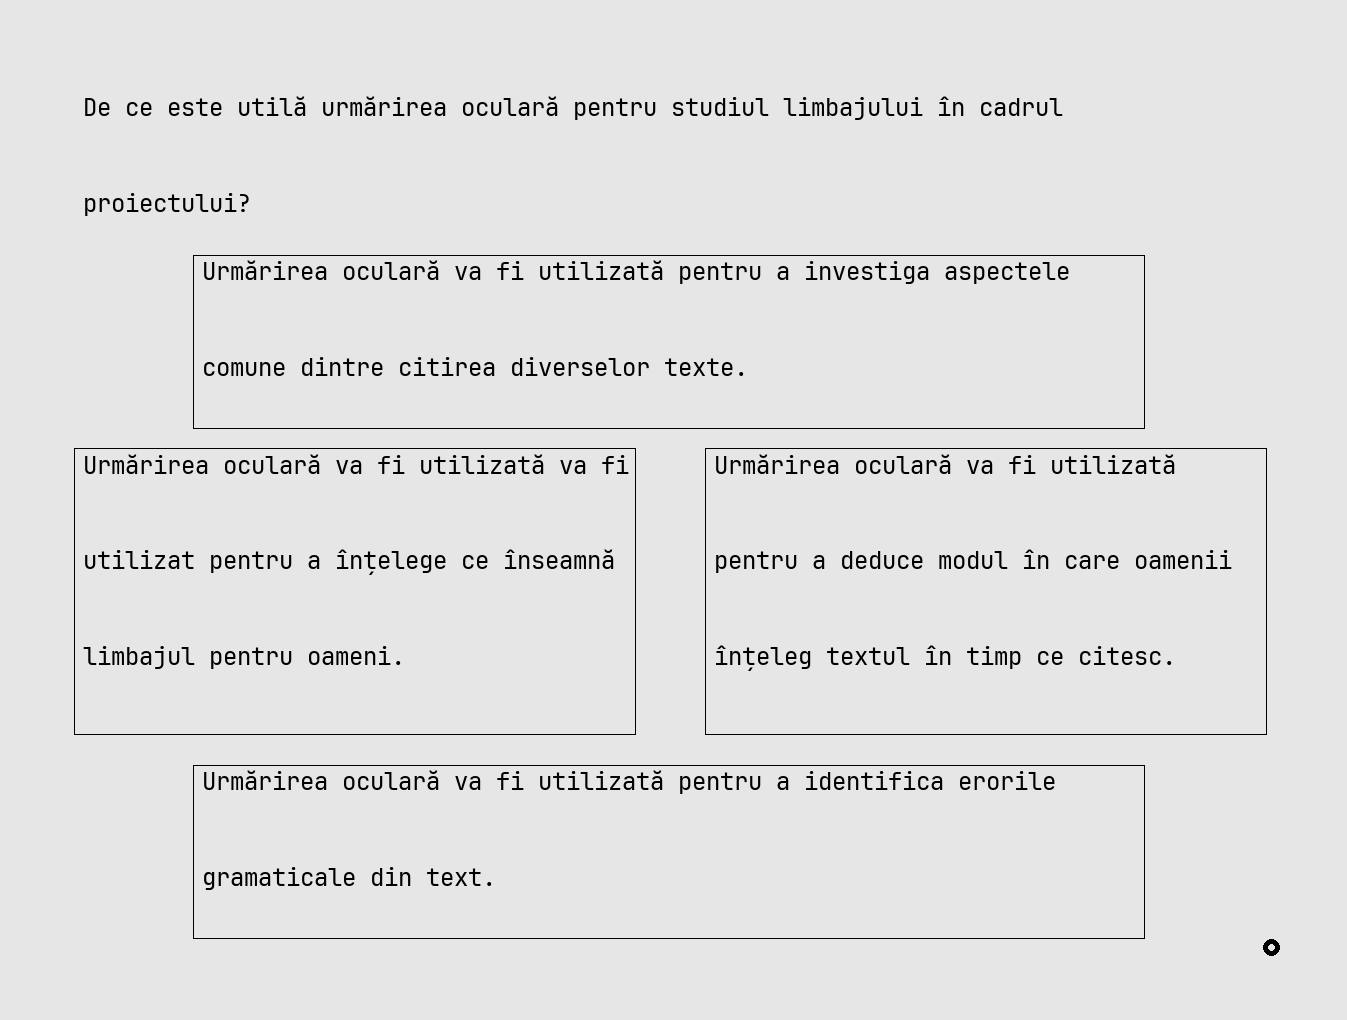 De ce este utilă urmărirea oculară pentru studiul limbajului în cadrul
proiectului?
Urmărirea oculară va fi utilizată pentru a investiga aspectele
comune dintre citirea diverselor texte.
Urmărirea oculară va fi utilizată va fi
utilizat pentru a înțelege ce înseamnă
limbajul pentru oameni.
Urmărirea oculară va fi utilizată
pentru a deduce modul în care oamenii
înțeleg textul în timp ce citesc.
Urmărirea oculară va fi utilizată pentru a identifica erorile
gramaticale din text.